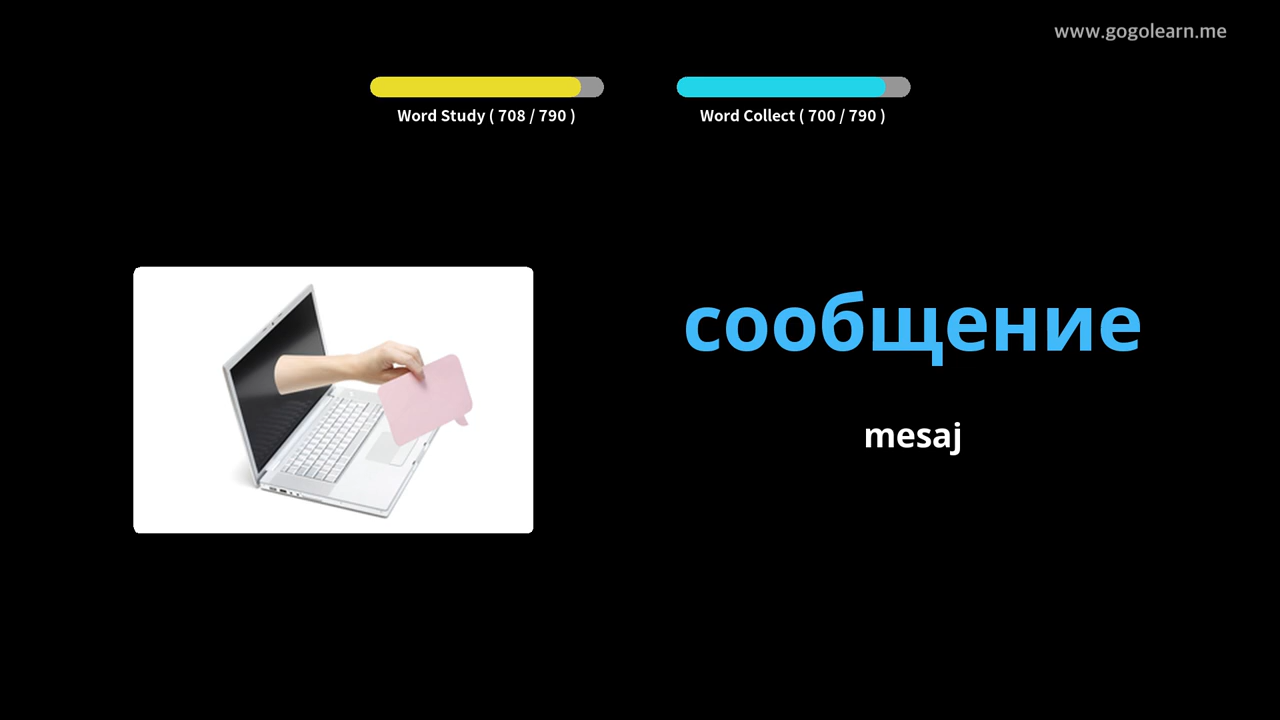 www.gogolearn.me
Word Study ( 708 / 790 )
Word Collect ( 700 / 790 )
сообщение
mesaj